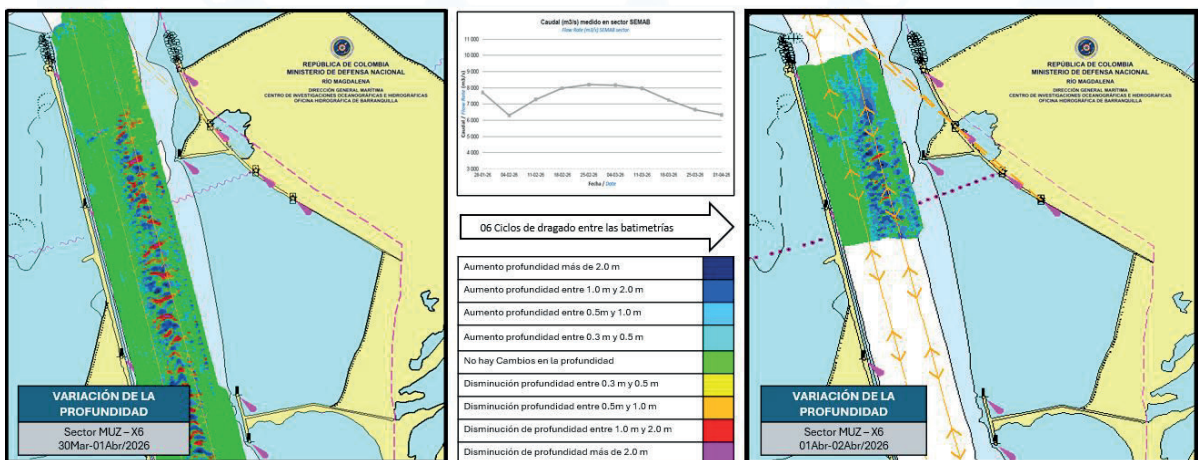 REPÚBLICA DE COLOMBIA
MINISTERIO DE DEFENSA NACIONAL
RÍO MAGDALENA
DIRECCIÓN GENERAL MARÍTIMA
CENTRO DE INVESTIGACIONES OCEANOGRÁFICAS E HIDROGRÁFICAS
OFICINA HIDROGRÁFICA DE BARRANQUILLA
VARIACIÓN DE LA
PROFUNDIDAD
Sector MUZ – X6
30Mar-01Abr/2026
Caudal (m3/s) medido en sector SEMAB
Flow Rate (m3/s) SEMAB sector
Caudal / Flow Rate (m3/s)
11 000
10 000
9 000
8 000
7 000
6 000
5 000
4 000
3 000
28-01-26
04-02-26
11-02-26
18-02-26
25-02-26
04-03-26
11-03-26
18-03-26
25-03-26
31-04-26
Fecha / Date
06 Ciclos de dragado entre las batimetrías
Aumento profundidad más de 2.0 m
Aumento profundidad entre 1.0 m y 2.0 m
Aumento profundidad entre 0.5m y 1.0 m
Aumento profundidad entre 0.3 m y 0.5 m
No hay Cambios en la profundidad
Disminución profundidad entre 0.3 m y 0.5 m
Disminución profundidad entre 0.5m y 1.0 m
Disminución de profundidad entre 1.0 m y 2.0 m
Disminución de profundidad más de 2.0 m
REPÚBLICA DE COLOMBIA
MINISTERIO DE DEFENSA NACIONAL
RÍO MAGDALENA
DIRECCIÓN GENERAL MARÍTIMA
CENTRO DE INVESTIGACIONES OCEANOGRÁFICAS E HIDROGRÁFICAS
OFICINA HIDROGRÁFICA DE BARRANQUILLA
VARIACIÓN DE LA
PROFUNDIDAD
Sector MUZ – X6
01Abr-02Abr/2026